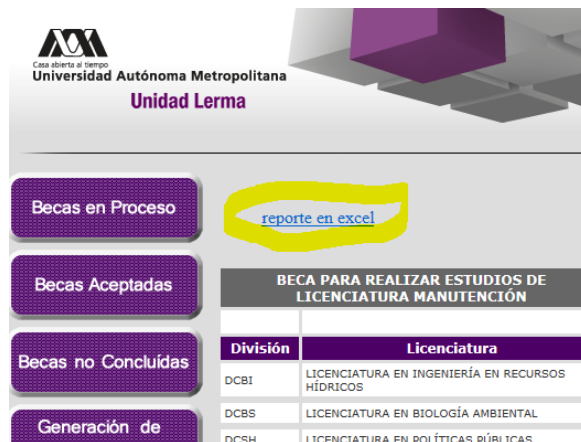 Casa abierta al tiempo
Universidad Autónoma Metropolitana
Unidad Lerma
Becas en Proceso
Becas Aceptadas
Becas no Concluídas
Generación de
reporte en excel
BECA PARA REALIZAR ESTUDIOS DE
LICENCIATURA MANUTENCIÓN
División Licenciatura
DCBI LICENCIATURA EN INGENIERÍA EN RECURSOS
HÍDRICOS
DCBS LICENCIATURA EN BIOLOGÍA AMBIENTAL
DCSH LICENCIATURA EN POLÍTICAS PÚBLICAS